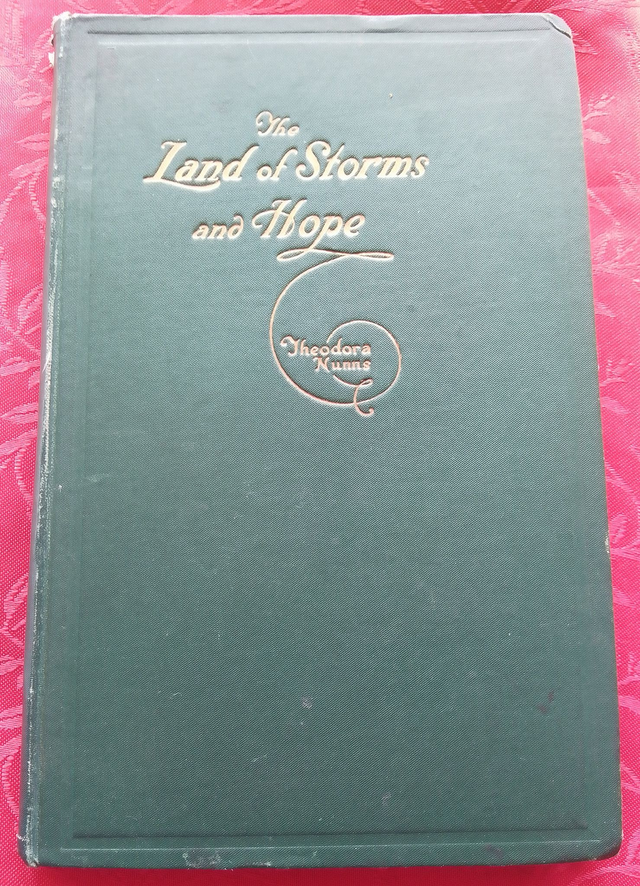 The
Land of Storms
and Hope
Theodora
Nunns